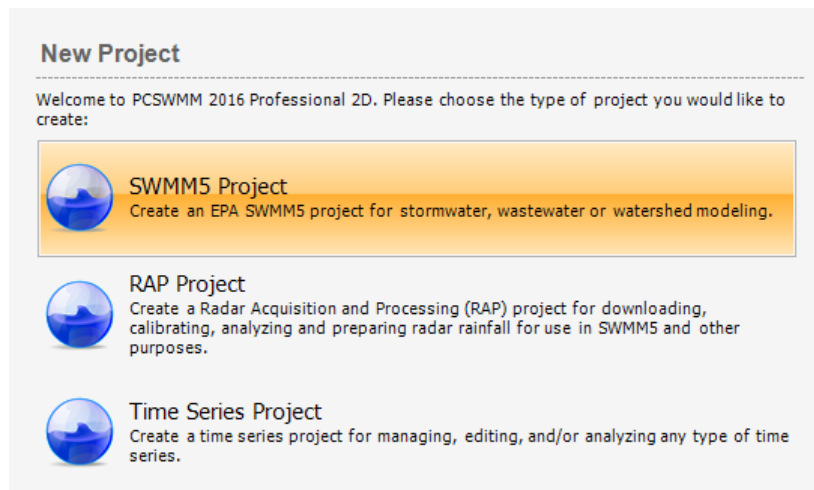 New Project
Welcome to PCSWMM 2016 Professional 2D. Please choose the type of project you would like to
create:
SWMM5 Project
Create an EPA SWMM5 project for stormwater, wastewater or watershed modeling.
RAP Project
Create a Radar Acquisition and Processing (RAP) project for downloading,
calibrating, analyzing and preparing radar rainfall for use in SWMM5 and other
purposes.
Time Series Project
Create a time series project for managing, editing, and/or analyzing any type of time
series.